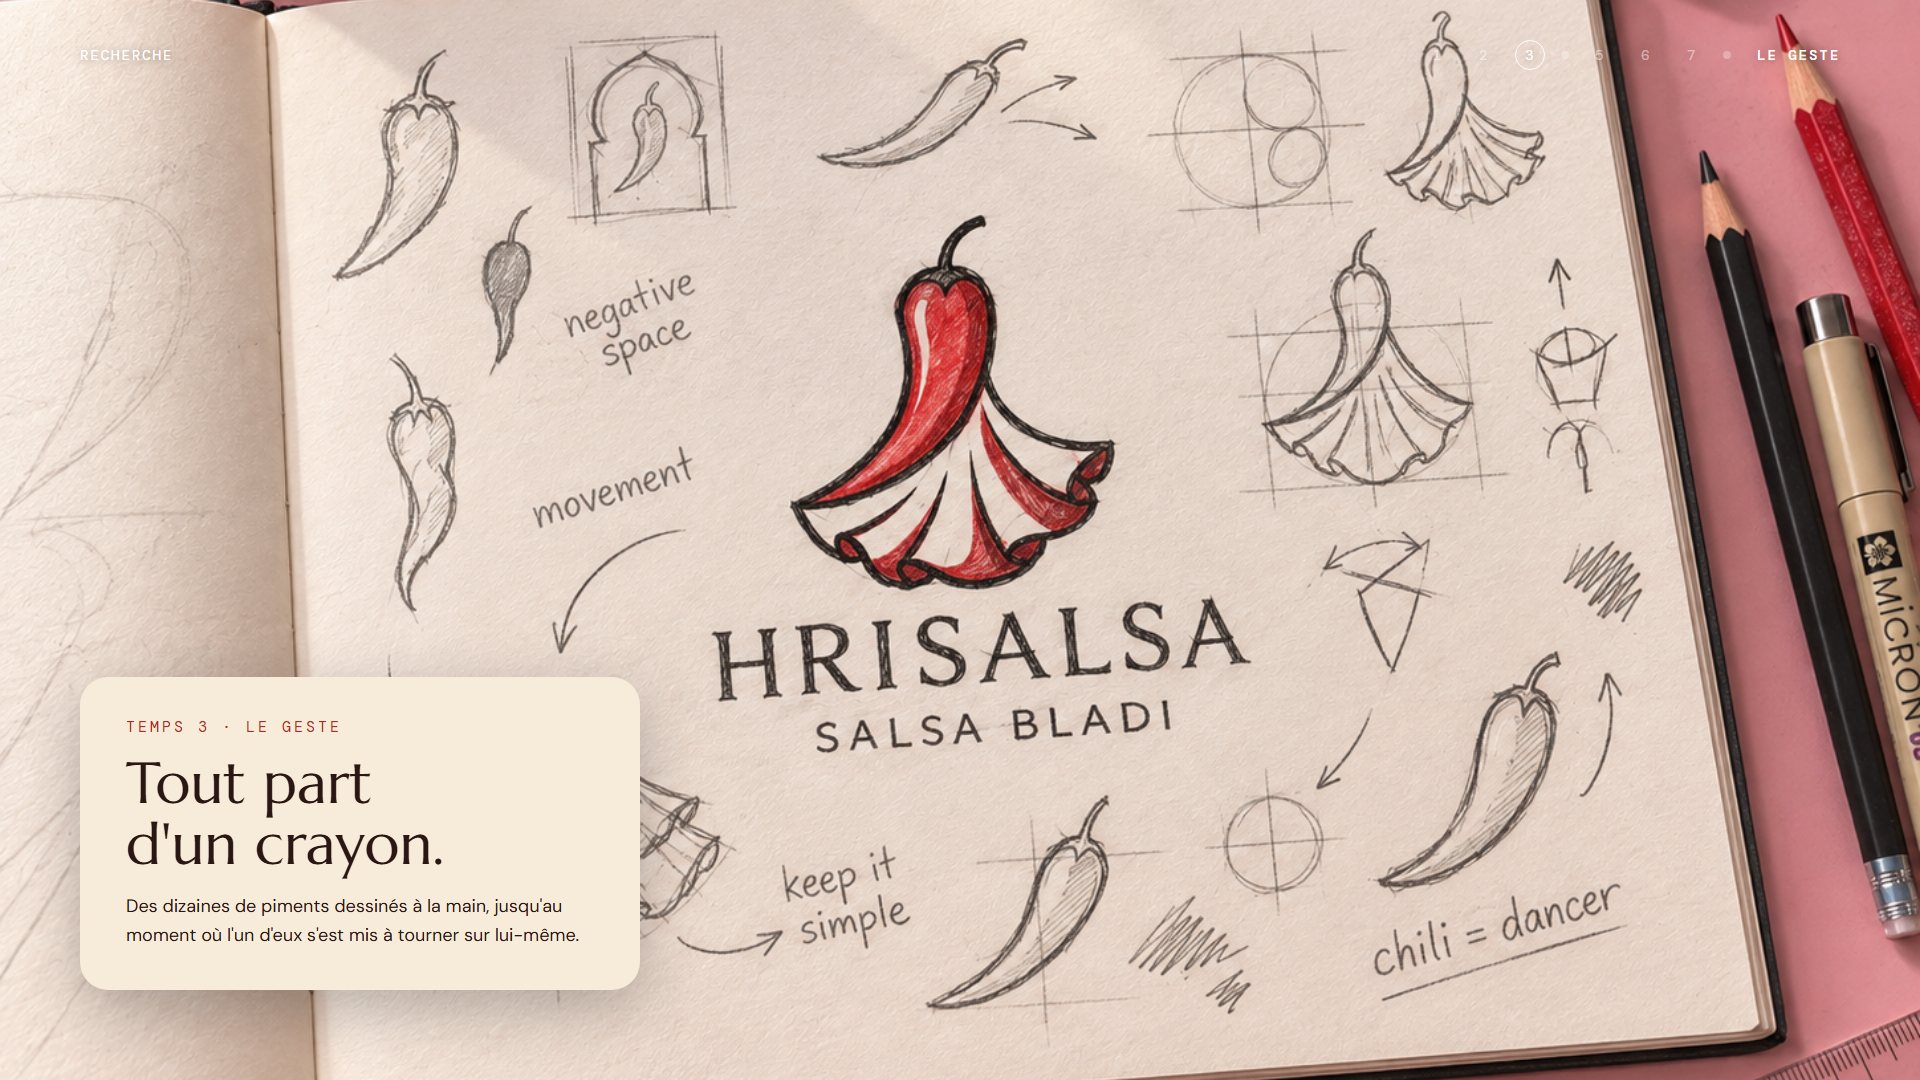 RECHERCHE
2 3 5 6 7 LE GESTE
negative
space
movement
HRISALSA
SALSA BLADI
MICRON
TEMPS 3 · LE GESTE
Tout part
d'un crayon.
Des dizaines de piments dessinés à la main, jusqu'au
moment où l'un d'eux s'est mis à tourner sur lui-même.
keep it
simple
chili = dancer